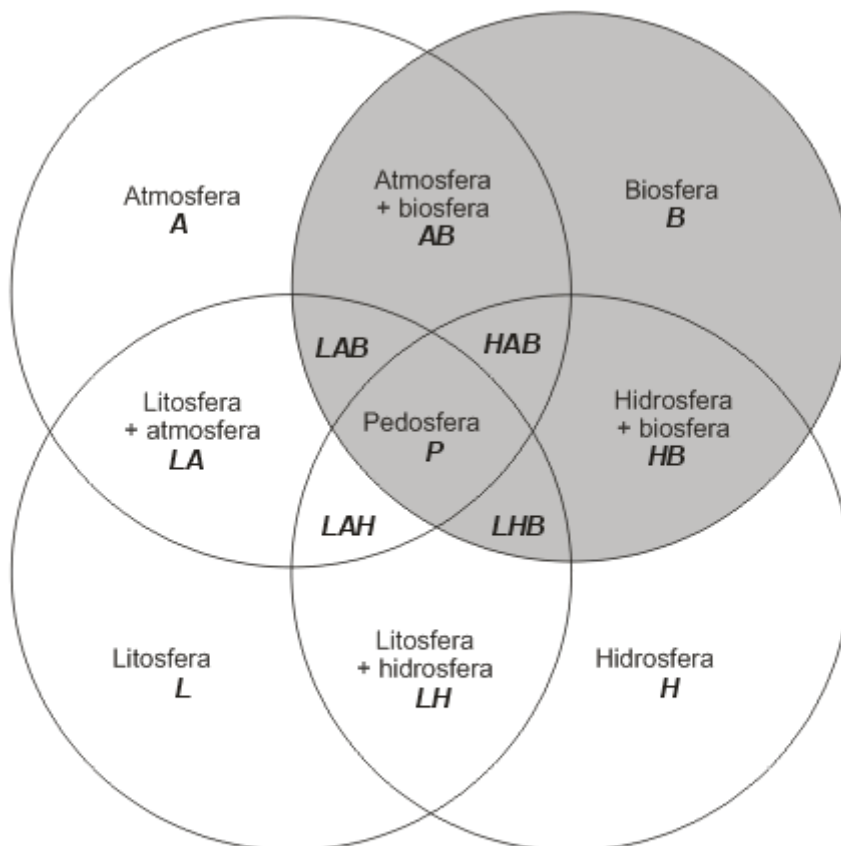 Atmosfera
A
Atmosfera
+ biosfera
AB
Biosfera
B
LAB
HAB
Litosfera
+ atmosfera
LA
Pedosfera
P
Hidrosfera
+ biosfera
HB
LAH
LHB
Litosfera
L
Litosfera
+ hidrosfera
LH
Hidrosfera
H